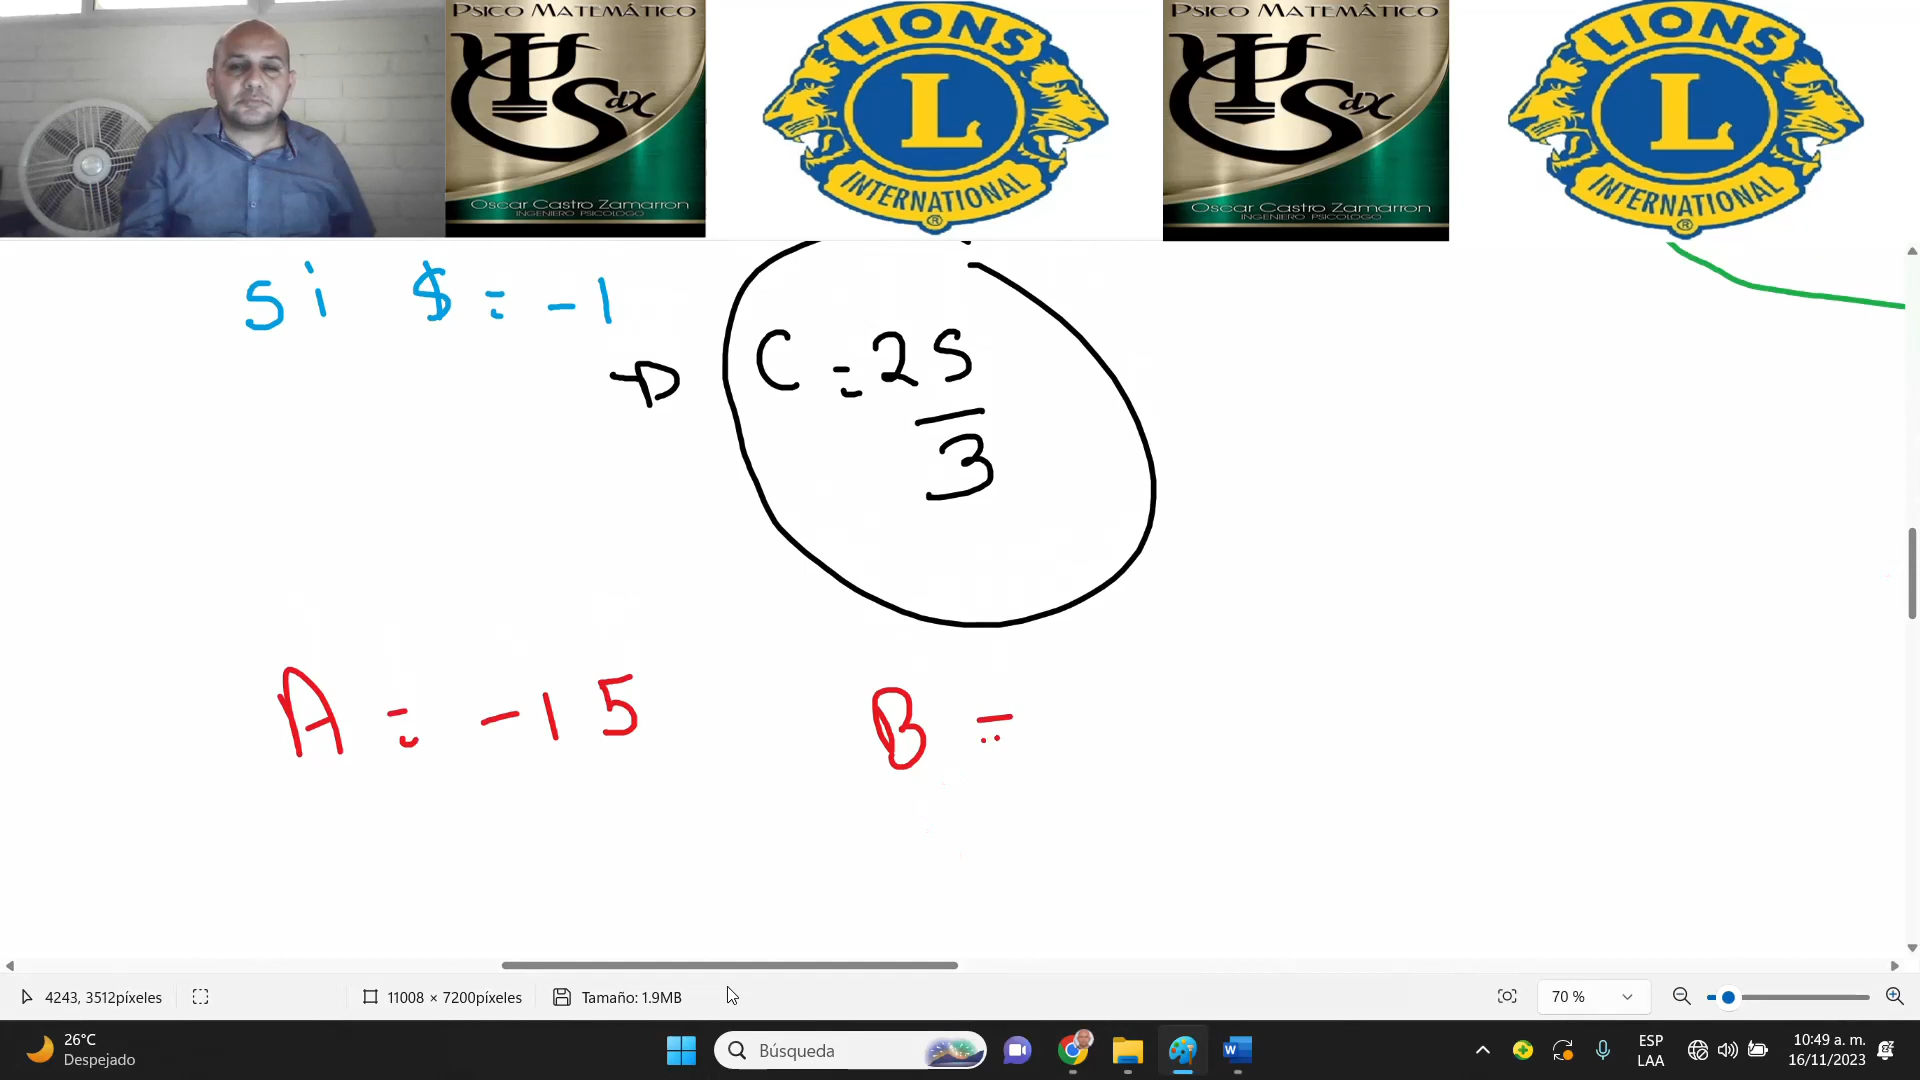 PSICO MATEMÁTICO
dx
Oscar Castro Zamarron
INGENIERO PSICOLOGO
LIONS
L
INTERNATIONAL
®
PSICO MATEMÁTICO
dx
Oscar Castro Zamarron
INGENIERO PSICOLOGO
LIONS
L
INTERNATIONAL
®
si $ = -1
C = 25
3
A = -15 B =
4243, 3512píxeles 11008 × 7200píxeles Tamaño: 1.9MB 70 %
26°C
Despejado
Búsqueda
W
ESP
LAA
10:49 a. m.
16/11/2023